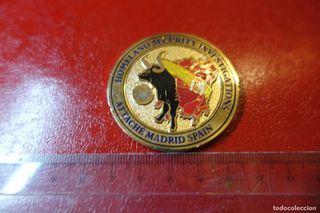 HOMELAND SECURITY INVESTIGATIONS
ATTACHE MADRID SPAIN
todocoleccion